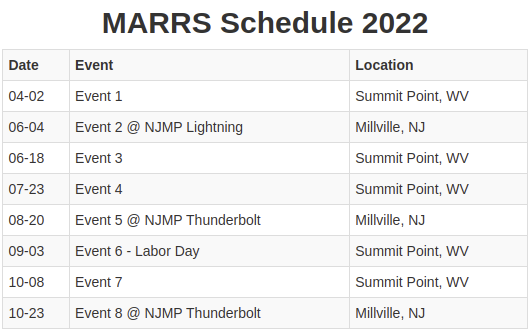 MARRS Schedule 2022
Date Event Location
04-02 Event 1 Summit Point, WV
06-04 Event 2 @ NJMP Lightning Millville, NJ
06-18 Event 3 Summit Point, WV
07-23 Event 4 Summit Point, WV
08-20 Event 5 @ NJMP Thunderbolt Millville, NJ
09-03 Event 6 - Labor Day Summit Point, WV
10-08 Event 7 Summit Point, WV
10-23 Event 8 @ NJMP Thunderbolt Millville, NJ